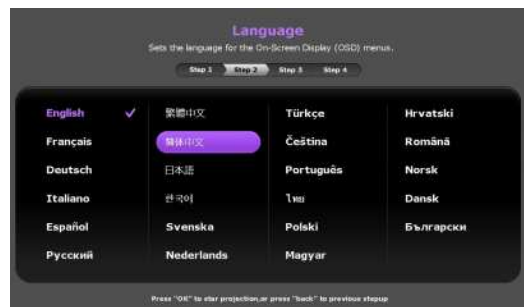 Language
Sets the language for the On-Screen Display (OSD) menus.
Step 1 Step 2 Step 3 Step 4
English
Français
Deutsch
Italiano
Español
Русский
繁體中文
簡体中文
日本語
한국어
Svenska
Nederlands
Türkçe
Čeština
Português
ไทย
Polski
Magyar
Hrvatski
Română
Norsk
Dansk
Български
Press "OK" to star projection,or press "back" to previous stepup